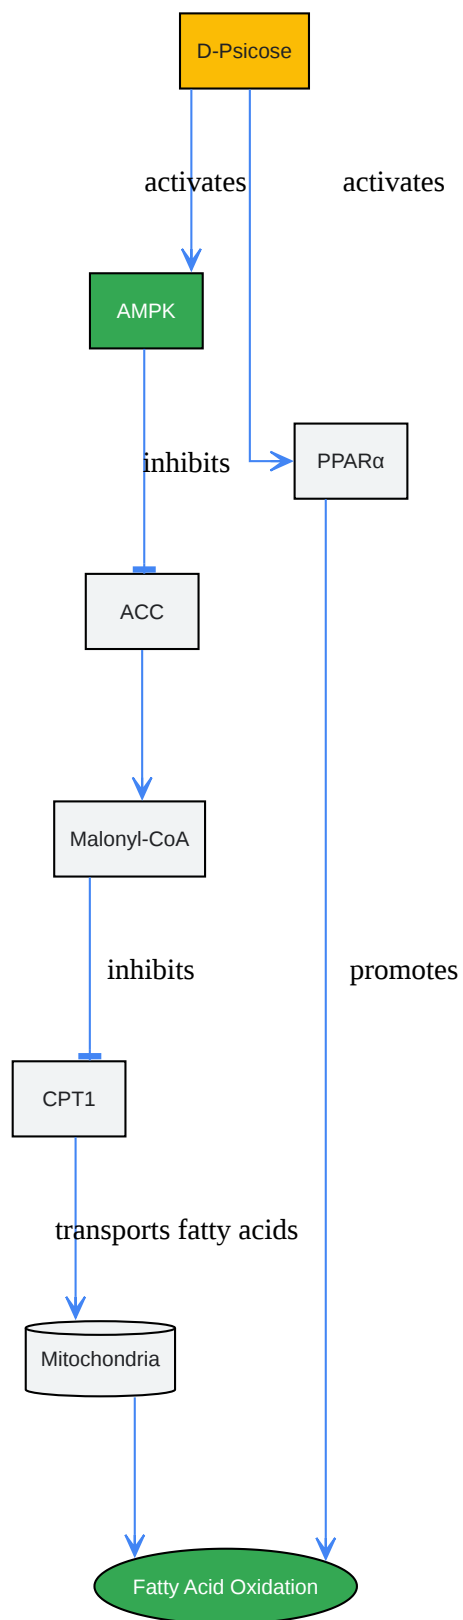 D-Psicose
activates
activates
AMPK
inhibits
PPARα
ACC
Malonyl-CoA
inhibits
promotes
CPT1
transports fatty acids
Mitochondria
Fatty Acid Oxidation